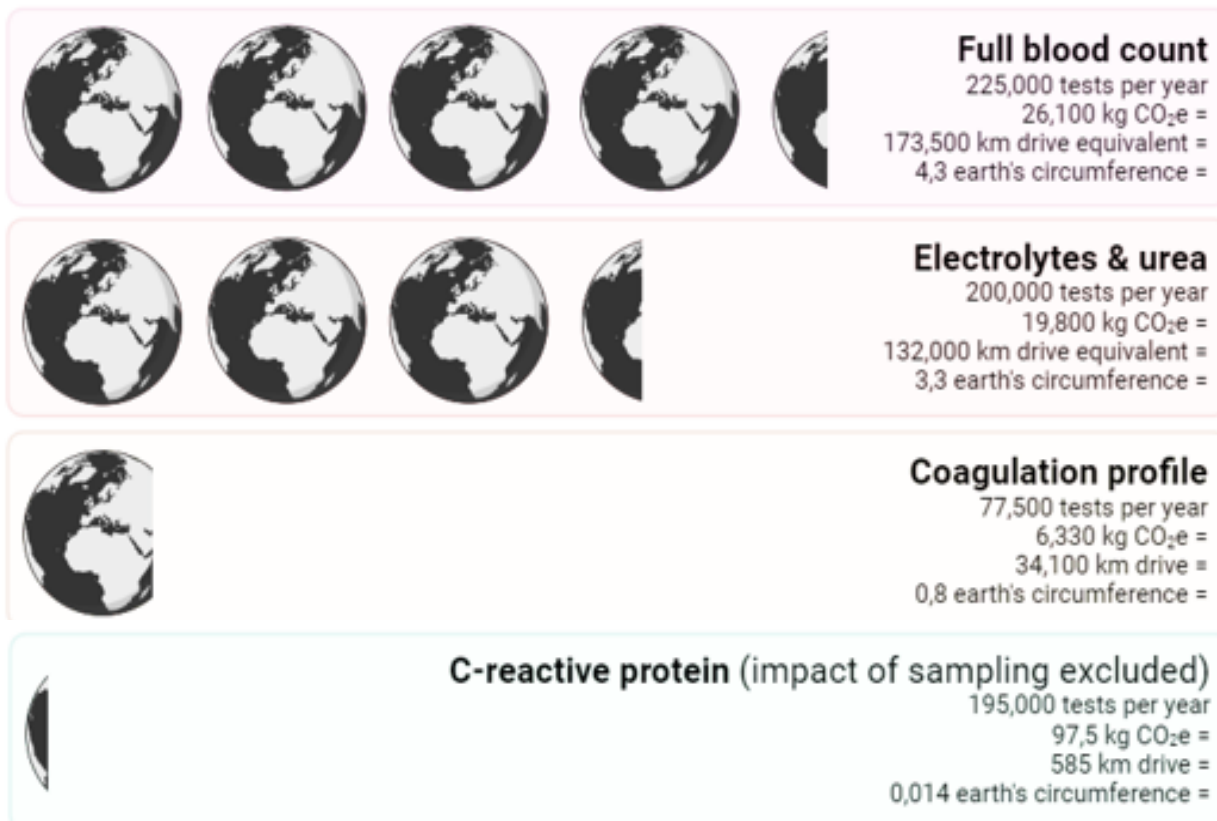 Full blood count
225,000 tests per year
26,100 kg CO₂e =
173,500 km drive equivalent =
4,3 earth's circumference =
Electrolytes & urea
200,000 tests per year
19,800 kg CO₂e =
132,000 km drive equivalent =
3,3 earth's circumference =
Coagulation profile
77,500 tests per year
6,330 kg CO₂e =
34,100 km drive =
0,8 earth's circumference =
C-reactive protein (impact of sampling excluded)
195,000 tests per year
97,5 kg CO₂e =
585 km drive =
0,014 earth's circumference =